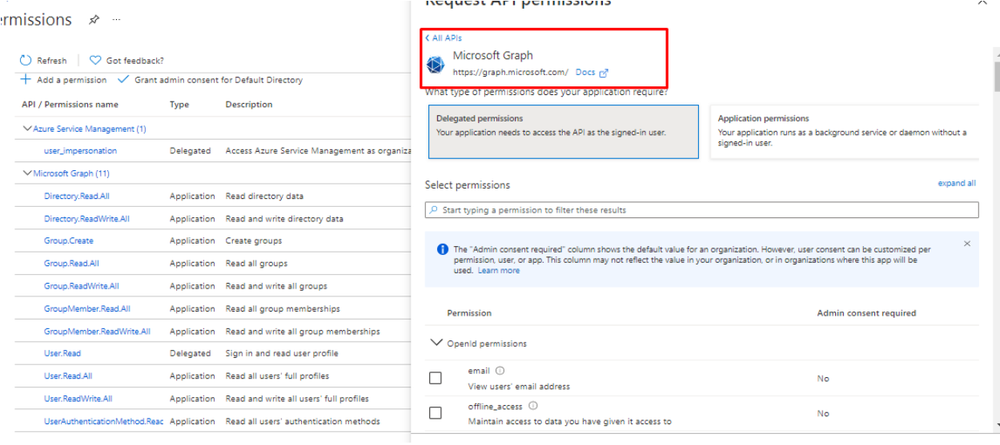 ermissions
Refresh Got feedback?
Add a permission Grant admin consent for Default Directory
API / Permissions name Type Description
Azure Service Management (1)
user_impersonation Delegated Access Azure Service Management as organiza
Microsoft Graph (11)
Directory.Read.All Application Read directory data
Directory.ReadWrite.All Application Read and write directory data
Group.Create Application Create groups
Group.Read.All Application Read all groups
Group.ReadWrite.All Application Read and write all groups
GroupMember.Read.All Application Read all group memberships
GroupMember.ReadWrite.All Application Read and write all group memberships
User.Read Delegated Sign in and read user profile
User.Read.All Application Read all users' full profiles
User.ReadWrite.All Application Read and write all users' full profiles
UserAuthenticationMethod.Reac Application Read all users' authentication methods
Request API permissions
All APIs
Microsoft Graph
https://graph.microsoft.com/ Docs
What type of permissions does your application require?
Delegated permissions
Your application needs to access the API as the signed-in user.
Application permissions
Your application runs as a background service or daemon without a
signed-in user.
Select permissions expand all
Start typing a permission to filter these results
The "Admin consent required" column shows the default value for an organization. However, user consent can be customized per
permission, user, or app. This column may not reflect the value in your organization, or in organizations where this app will be
used. Learn more
Permission Admin consent required
OpenId permissions
email
View users' email address
No
offline_access
Maintain access to data you have given it access to
No